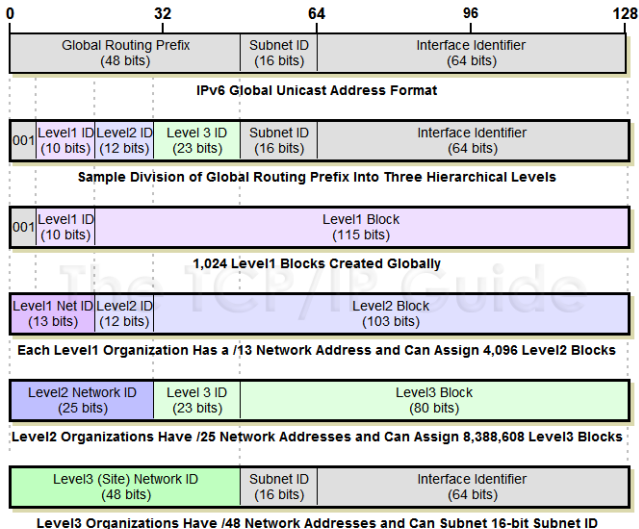 0 32 64 96 128
Global Routing Prefix Subnet ID Interface Identifier
(48 bits) (16 bits) (64 bits)
IPv6 Global Unicast Address Format
001 Level1 ID Level2 ID Level 3 ID Subnet ID Interface Identifier
(10 bits) (12 bits) (23 bits) (16 bits) (64 bits)
Sample Division of Global Routing Prefix Into Three Hierarchical Levels
001 Level1 ID Level1 Block
(10 bits) (115 bits)
1,024 Level1 Blocks Created Globally
The TCP/IP Guide
Level1 Net ID Level2 ID Level2 Block
(13 bits) (12 bits) (103 bits)
Each Level1 Organization Has a /13 Network Address and Can Assign 4,096 Level2 Blocks
Level2 Network ID Level 3 ID Level3 Block
(25 bits) (23 bits) (80 bits)
Level2 Organizations Have /25 Network Addresses and Can Assign 8,388,608 Level3 Blocks
Level3 (Site) Network ID Subnet ID Interface Identifier
(48 bits) (16 bits) (64 bits)
Level3 Organizations Have /48 Network Addresses and Can Subnet 16-bit Subnet ID